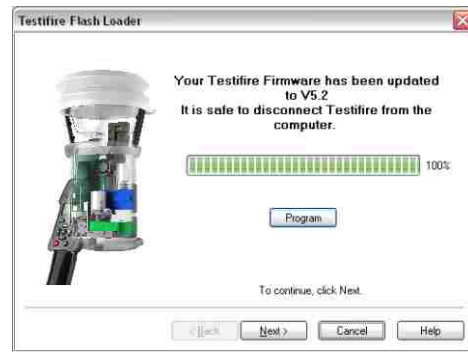 Testifire Flash Loader
Your Testifire Firmware has been updated
to V5.2
It is safe to disconnect Testifire from the
computer.
100%
Program
To continue, click Next.
< Back
Next >
Cancel
Help